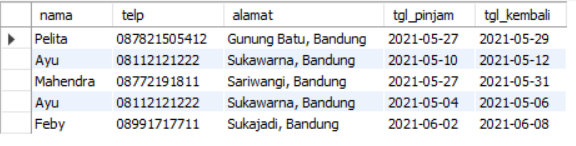 nama telp alamat tgl_pinjam tgl_kembali
Pelita 087821505412 Gunung Batu, Bandung 2021-05-27 2021-05-29
Ayu 08112121222 Sukawarna, Bandung 2021-05-10 2021-05-12
Mahendra 08772191811 Sariwangi, Bandung 2021-05-27 2021-05-31
Ayu 08112121222 Sukawarna, Bandung 2021-05-04 2021-05-06
Feby 08991717711 Sukajadi, Bandung 2021-06-02 2021-06-08